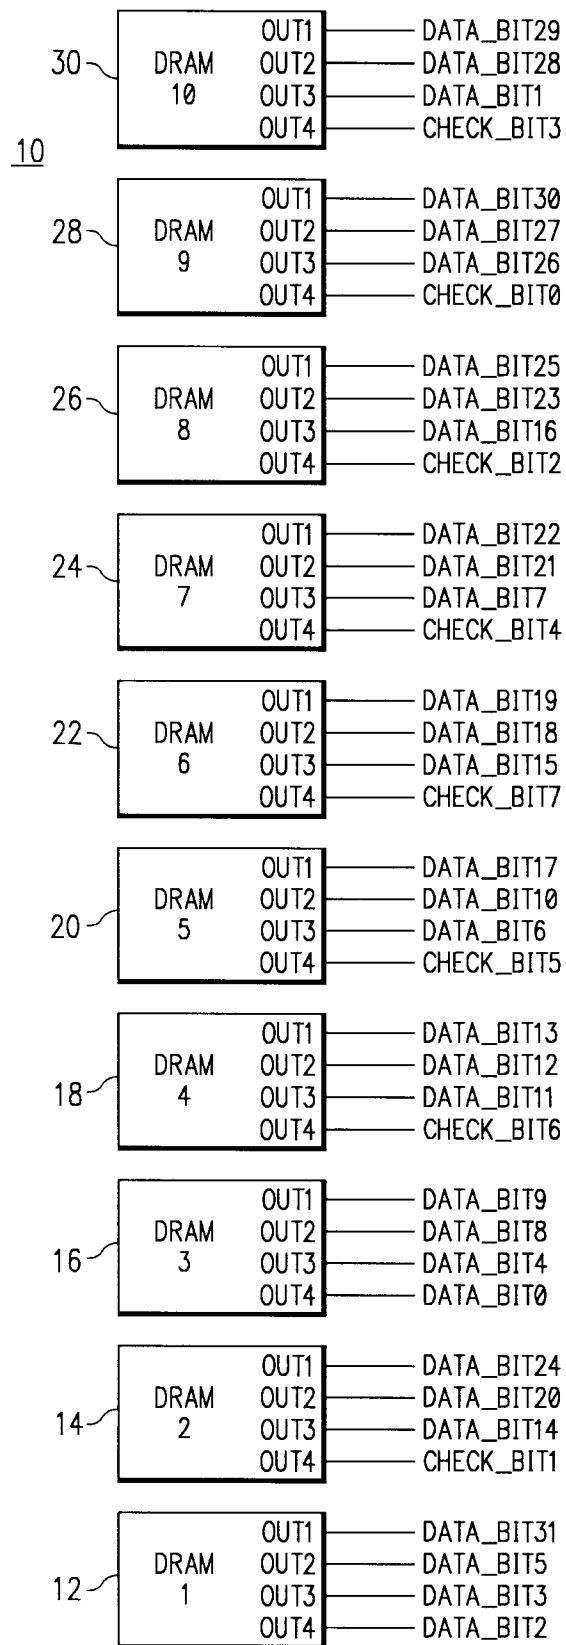 OUT1 DATA_BIT29
30 DRAM OUT2 DATA_BIT28
10 OUT3 DATA_BIT1
OUT4 CHECK_BIT3
10
OUT1 DATA_BIT30
28 DRAM OUT2 DATA_BIT27
9 OUT3 DATA_BIT26
OUT4 CHECK_BIT0
OUT1 DATA_BIT25
26 DRAM OUT2 DATA_BIT23
8 OUT3 DATA_BIT16
OUT4 CHECK_BIT2
OUT1 DATA_BIT22
24 DRAM OUT2 DATA_BIT21
7 OUT3 DATA_BIT7
OUT4 CHECK_BIT4
OUT1 DATA_BIT19
22 DRAM OUT2 DATA_BIT18
6 OUT3 DATA_BIT15
OUT4 CHECK_BIT7
OUT1 DATA_BIT17
20 DRAM OUT2 DATA_BIT10
5 OUT3 DATA_BIT6
OUT4 CHECK_BIT5
OUT1 DATA_BIT13
18 DRAM OUT2 DATA_BIT12
4 OUT3 DATA_BIT11
OUT4 CHECK_BIT6
OUT1 DATA_BIT9
16 DRAM OUT2 DATA_BIT8
3 OUT3 DATA_BIT4
OUT4 DATA_BIT0
OUT1 DATA_BIT24
14 DRAM OUT2 DATA_BIT20
2 OUT3 DATA_BIT14
OUT4 CHECK_BIT1
OUT1 DATA_BIT31
12 DRAM OUT2 DATA_BIT5
1 OUT3 DATA_BIT3
OUT4 DATA_BIT2